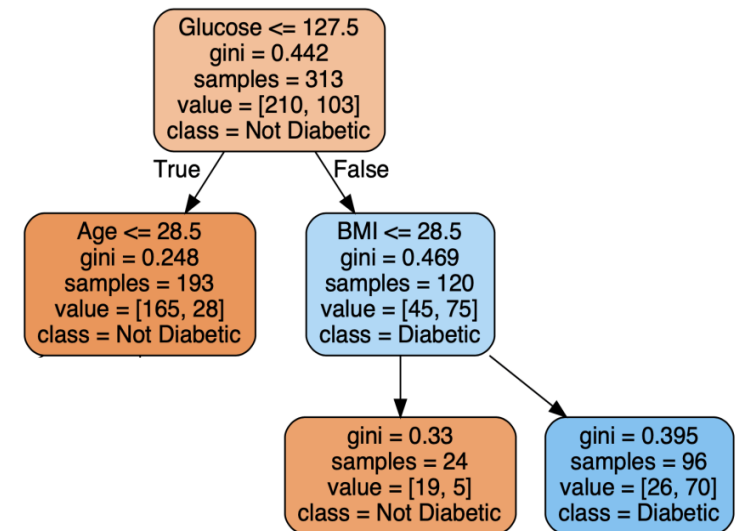 Glucose <= 127.5
gini = 0.442
samples = 313
value = [210, 103]
class = Not Diabetic
True
False
Age <= 28.5
gini = 0.248
samples = 193
value = [165, 28]
class = Not Diabetic
BMI <= 28.5
gini = 0.469
samples = 120
value = [45, 75]
class = Diabetic
gini = 0.33
samples = 24
value = [19, 5]
class = Not Diabetic
gini = 0.395
samples = 96
value = [26, 70]
class = Diabetic